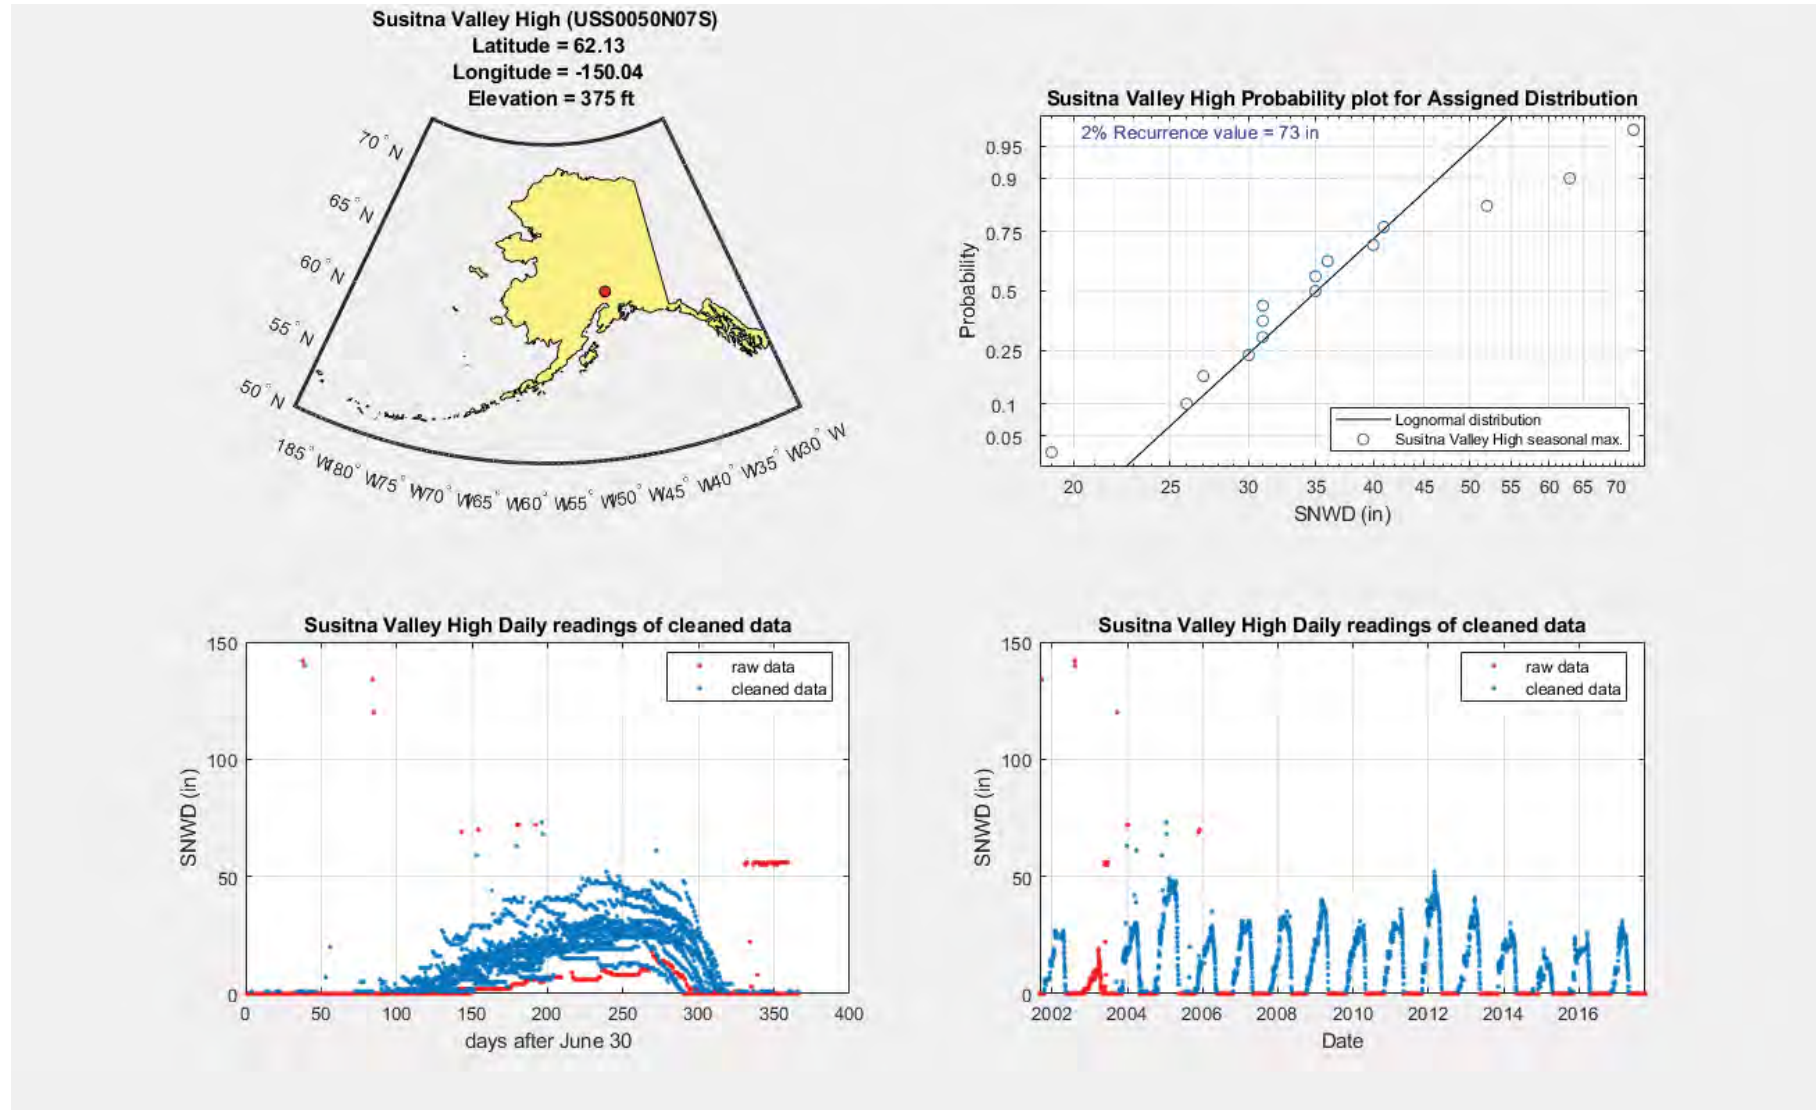 Susitna Valley High (USS0050N07S)
Latitude = 62.13
Longitude = -150.04
Elevation = 375 ft
70° N
65° N
60° N
55° N
50° N
185° W
180° W
175° W
170° W
165° W
160° W
155° W
150° W
145° W
140° W
135° W
130° W
Susitna Valley High Probability plot for Assigned Distribution
2% Recurrence value = 73 in
0.95
0.9
0.75
0.5
0.25
0.1
0.05
Probability
Lognormal distribution
Susitna Valley High seasonal max.
20 25 30 35 40 45 50 55 60 65 70
SNWD (in)
Susitna Valley High Daily readings of cleaned data
150
100
50
0
SNWD (in)
raw data
cleaned data
0 50 100 150 200 250 300 350 400
days after June 30
Susitna Valley High Daily readings of cleaned data
150
100
50
0
SNWD (in)
raw data
cleaned data
2002 2004 2006 2008 2010 2012 2014 2016
Date